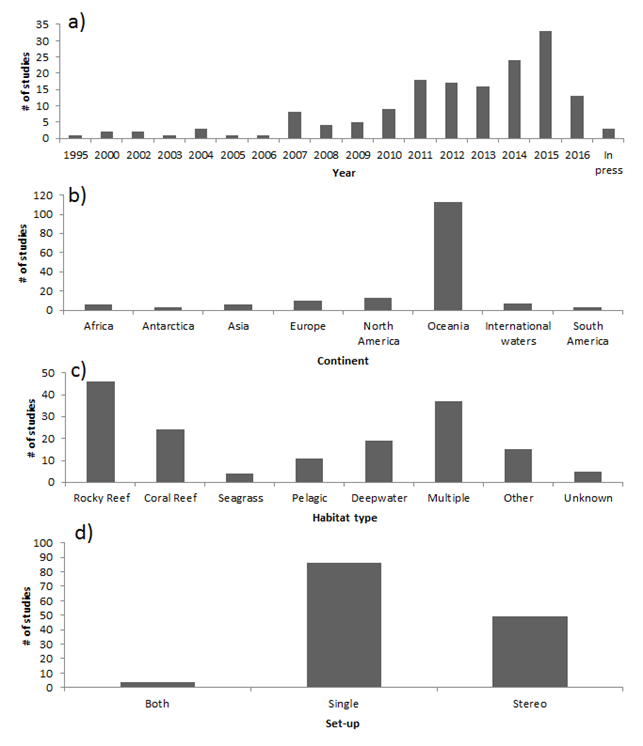 a)
# of studies
35
30
25
20
15
10
5
0
1995 2000 2002 2003 2004 2005 2006 2007 2008 2009 2010 2011 2012 2013 2014 2015 2016 In
press
Year
b)
# of studies
120
100
80
60
40
20
0
Africa Antarctica Asia Europe North Oceania International South
America waters America
Continent
c)
# of studies
50
40
30
20
10
0
Rocky Reef Coral Reef Seagrass Pelagic Deepwater Multiple Other Unknown
Habitat type
d)
# of studies
100
90
80
70
60
50
40
30
20
10
0
Both Single Stereo
Set-up